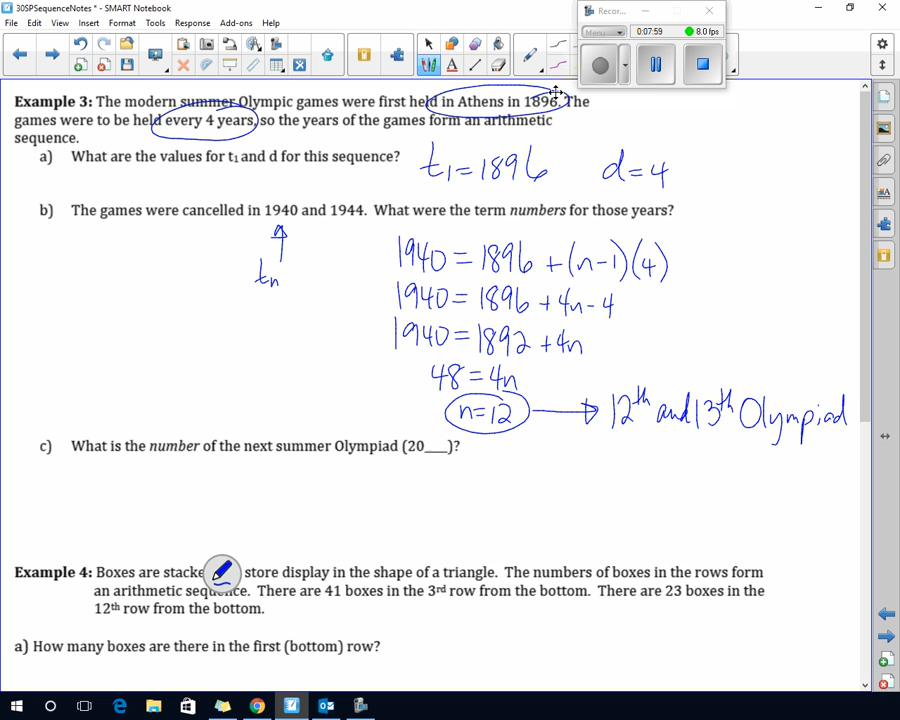 30SPSequenceNotes * - SMART Notebook
Recor...
File Edit View Insert Format Tools Add-ons Help
Menu
0:07:59
8.0 fps
Example 3: The modern summer Olympic games were first held in Athens in 1896. The
games were to be held every 4 years, so the years of the games form an arithmetic
sequence.
a) What are the values for t₁ and d for this sequence?
t₁ = 1896 d = 4
b) The games were cancelled in 1940 and 1944. What were the term numbers for those years?
tn
1940 = 1896 + (n-1)(4)
1940 = 1896 + 4n - 4
1940 = 1892 + 4n
48 = 4n
n = 12 → 12th and 13th Olympiad
c) What is the number of the next summer Olympiad (20___)?
Example 4: Boxes are stacke store display in the shape of a triangle. The numbers of boxes in the rows form
an arithmetic sequence. There are 41 boxes in the 3rd row from the bottom. There are 23 boxes in the
12th row from the bottom.
a) How many boxes are there in the first (bottom) row?